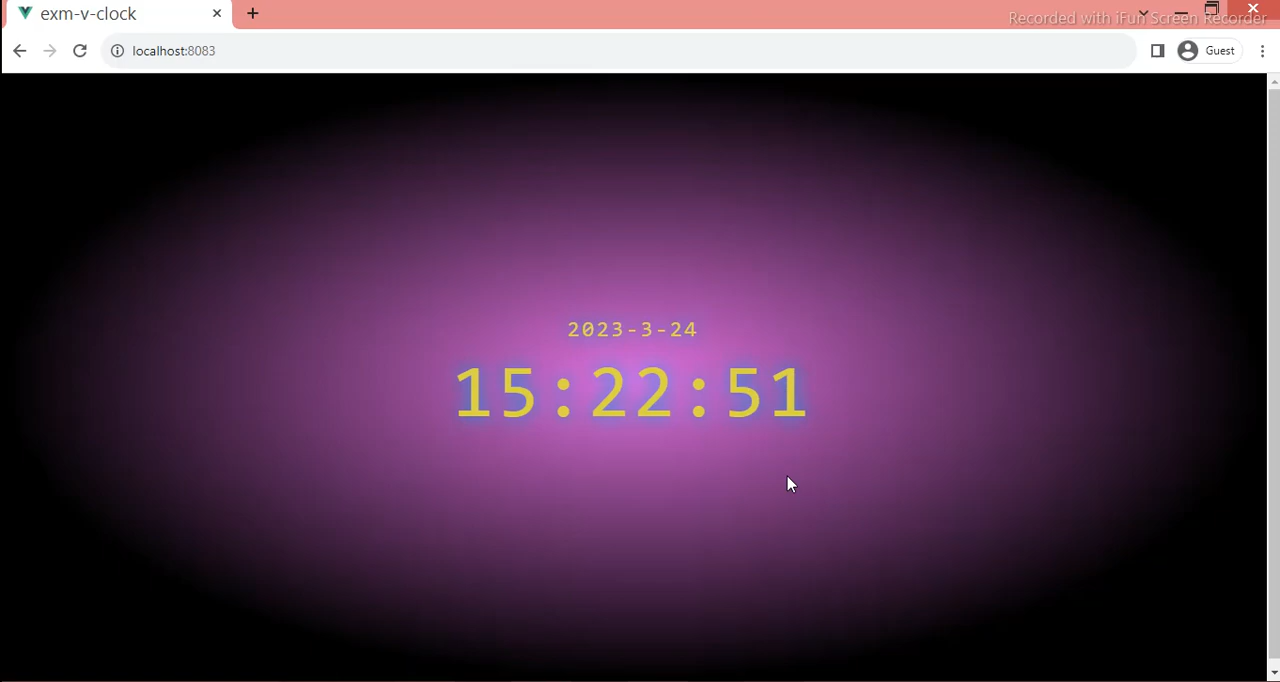 exm-v-clock
Recorded with iFun Screen Recorder
localhost:8083
Guest
2023-3-24
15:22:51